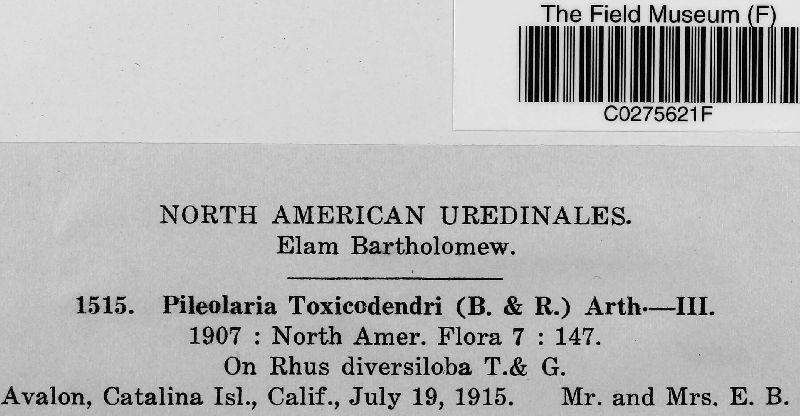 The Field Museum (F)
C0275621F
NORTH AMERICAN UREDINALES.
Elam Bartholomew.
1515. Pileolaria Toxicodendri (B. & R.) Arth.—III.
1907 : North Amer. Flora 7 : 147.
On Rhus diversiloba T.& G.
Avalon, Catalina Isl., Calif., July 19, 1915. Mr. and Mrs. E. B.